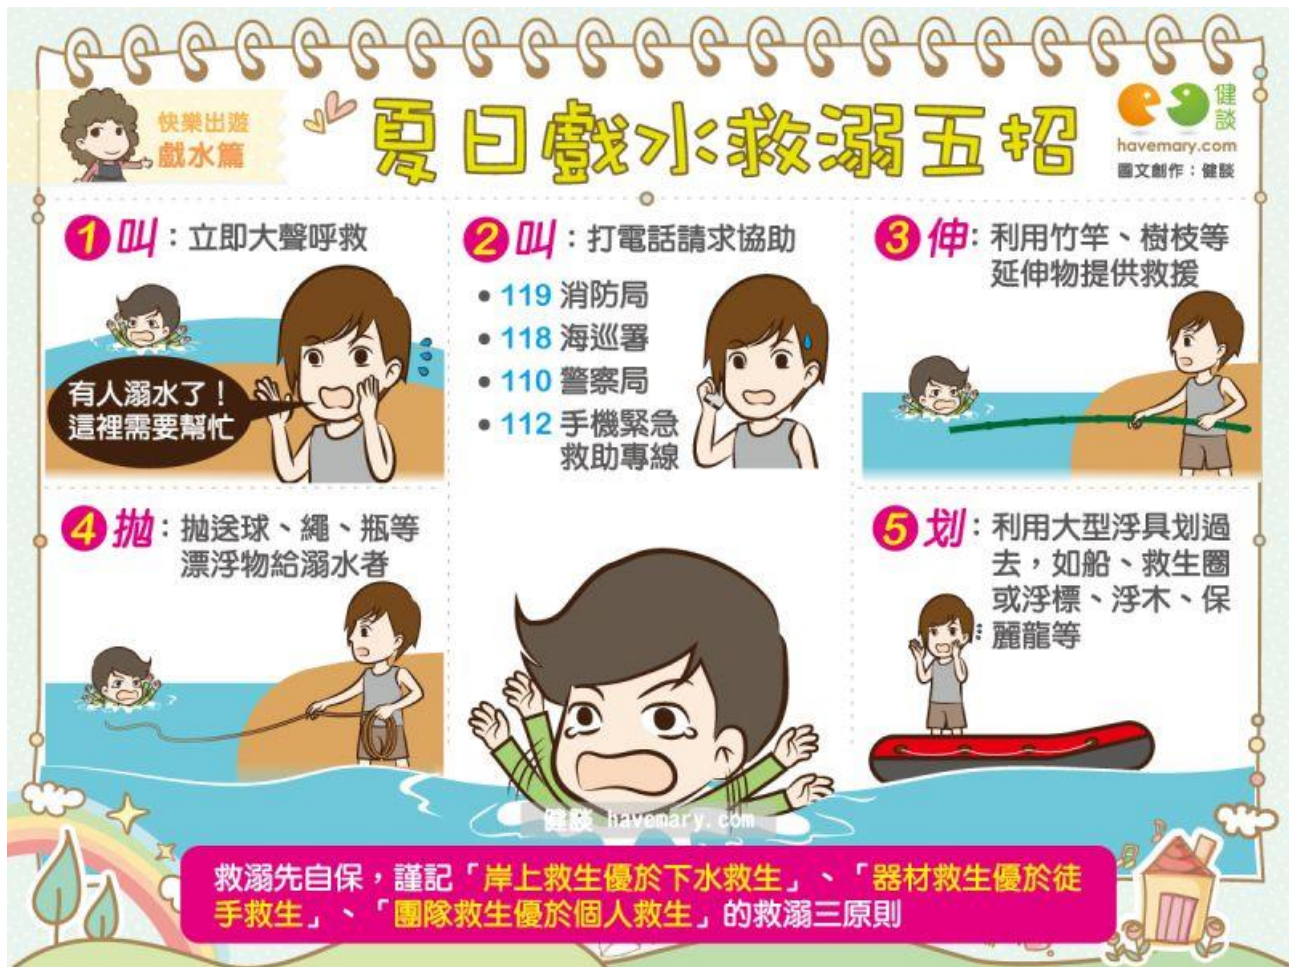 快樂出遊
戲水篇
夏日戲水救溺五招
健談
havemary.com
圖文創作：健談
1 叫：立即大聲呼救
有人溺水了！
這裡需要幫忙
2 叫：打電話請求協助
• 119 消防局
• 118 海巡署
• 110 警察局
• 112 手機緊急
救助專線
3 伸：利用竹竿、樹枝等
延伸物提供救援
4 拋：拋送球、繩、瓶等
漂浮物給溺水者
5 划：利用大型浮具划過
去，如船、救生圈
或浮標、浮木、保
麗龍等
健談 havemary.com
救溺先自保，謹記「岸上救生優於下水救生」、「器材救生優於徒
手救生」、「團隊救生優於個人救生」的救溺三原則